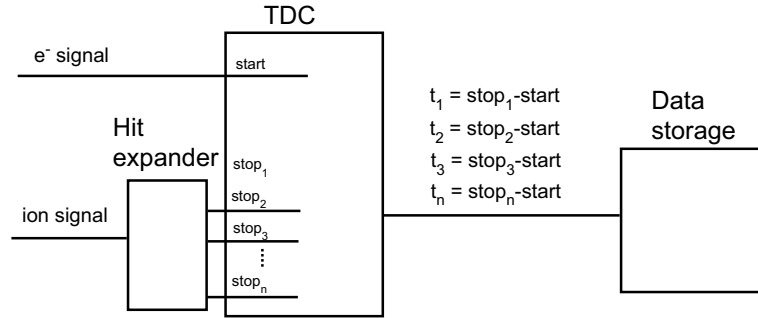 TDC
e⁻ signal
start
t₁ = stop₁-start
t₂ = stop₂-start
t₃ = stop₃-start
tₙ = stopₙ-start
Data
storage
Hit
expander
stop₁
stop₂
stop₃
stopₙ
ion signal